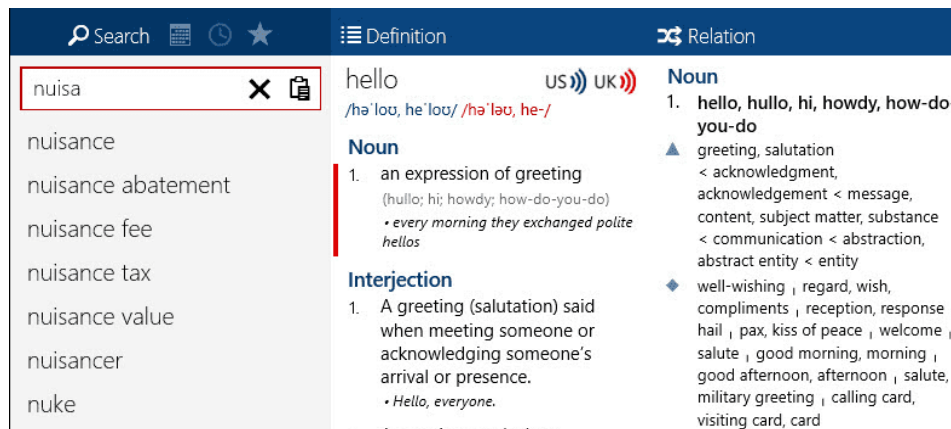 Search
nuisa
nuisance
nuisance abatement
nuisance fee
nuisance tax
nuisance value
nuisancer
nuke
Definition
hello US UK
/həˈloʊ, heˈloʊ/ /həˈləʊ, he-/
Noun
1. an expression of greeting
(hullo; hi; howdy; how-do-you-do)
• every morning they exchanged polite
hellos
Interjection
1. A greeting (salutation) said
when meeting someone or
acknowledging someone's
arrival or presence.
• Hello, everyone.
Relation
Noun
1. hello, hullo, hi, howdy, how-do-
you-do
greeting, salutation
< acknowledgment,
acknowledgement < message,
content, subject matter, substance
< communication < abstraction,
abstract entity < entity
well-wishing ╷ regard, wish,
compliments ╷ reception, response
hail ╷ pax, kiss of peace ╷ welcome ╷
salute ╷ good morning, morning ╷
good afternoon, afternoon ╷ salute,
military greeting ╷ calling card,
visiting card, card